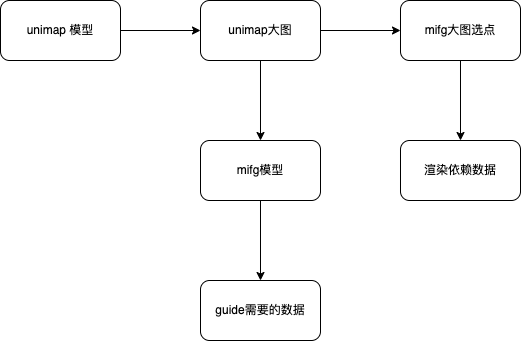 unimap 模型
unimap大图
mifg大图选点
mifg模型
渲染依赖数据
guide需要的数据